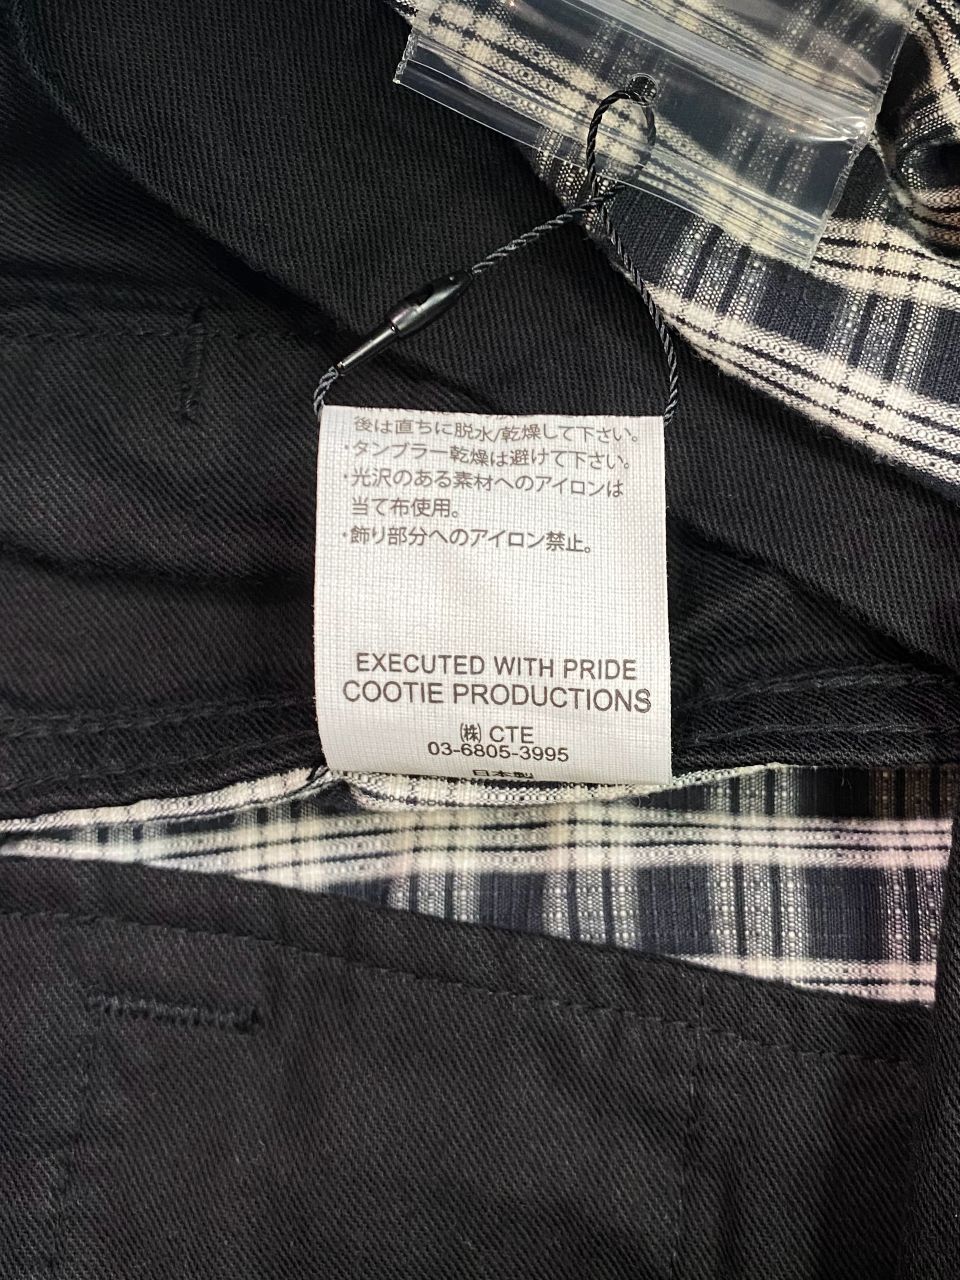 後は直ちに脱水/乾燥して下さい。
・タンブラー乾燥は避けて下さい。
・光沢のある素材へのアイロンは
当て布使用。
・飾り部分へのアイロン禁止。
EXECUTED WITH PRIDE
COOTIE PRODUCTIONS
㈱ CTE
03-6805-3995
日本製